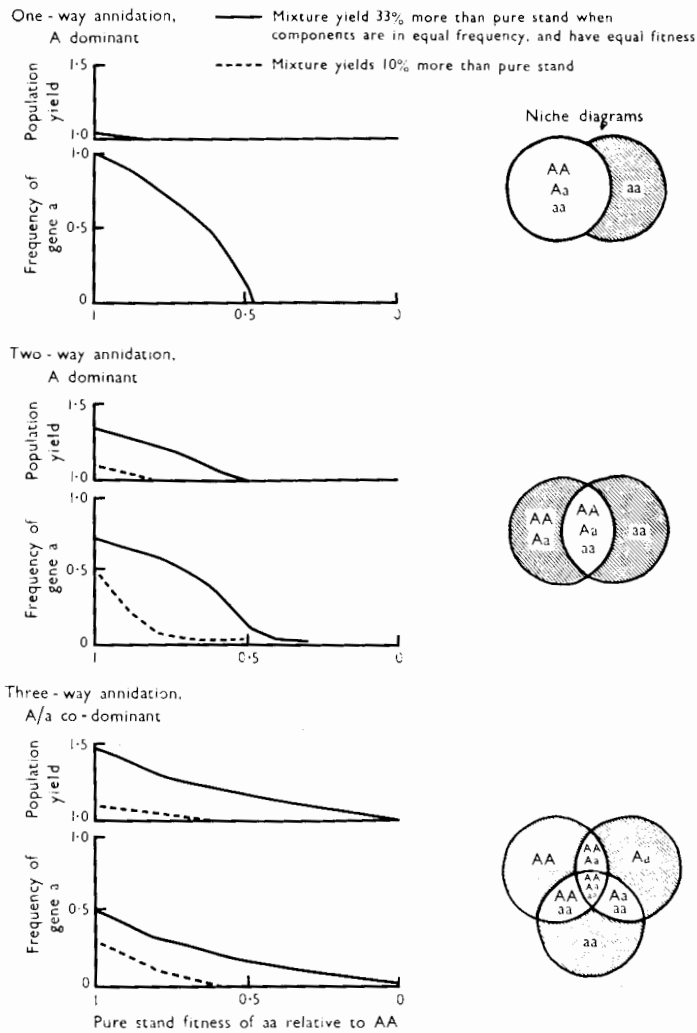 One - way annidation,
A dominant
Mixture yield 33% more than pure stand when
components are in equal frequency, and have equal fitness
Mixture yields 10% more than pure stand
Population
yield
1·5
1·0
Frequency of
gene a
1·0
0·5
0
1
0·5
0
Niche diagrams
AA
Aa
aa
aa
Two - way annidation,
A dominant
Population
yield
1·5
1·0
Frequency of
gene a
1·0
0·5
0
1
0·5
0
AA
Aa
AA
Aa
aa
aa
Three - way annidation,
A/a co - dominant
Population
yield
1·5
1·0
Frequency of
gene a
1·0
0·5
0
1
0·5
0
Pure stand fitness of aa relative to AA
AA
AA
Aa
Aa
AA
Aa
aa
AA
aa
Aa
aa
aa